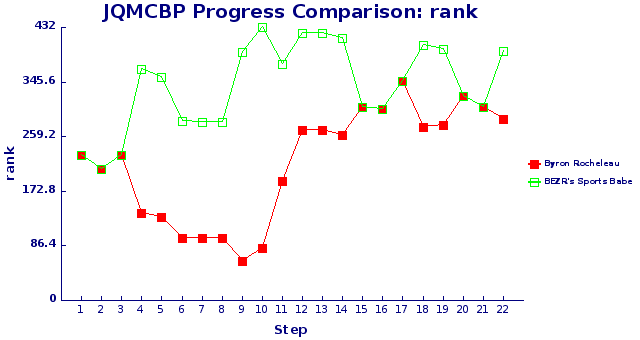 JQMCBP Progress Comparison: rank
432
345.6
259.2
172.8
86.4
0
rank
1 2 3 4 5 6 7 8 9 10 11 12 13 14 15 16 17 18 19 20 21 22
Step
Byron Rocheleau
BEZR's Sports Babe